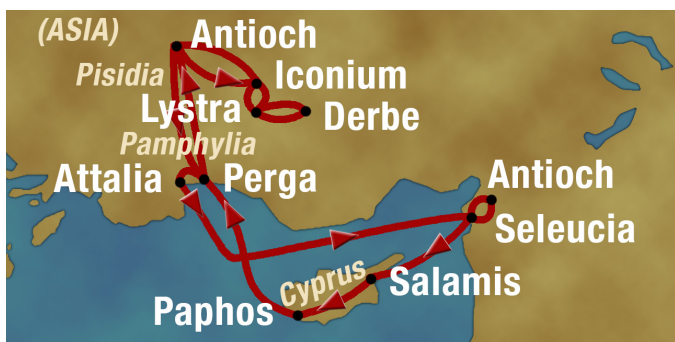 (ASIA)
Antioch
Pisidia
Iconium
Lystra
Derbe
Pamphylia
Attalia
Perga
Antioch
Seleucia
Cyprus
Salamis
Paphos